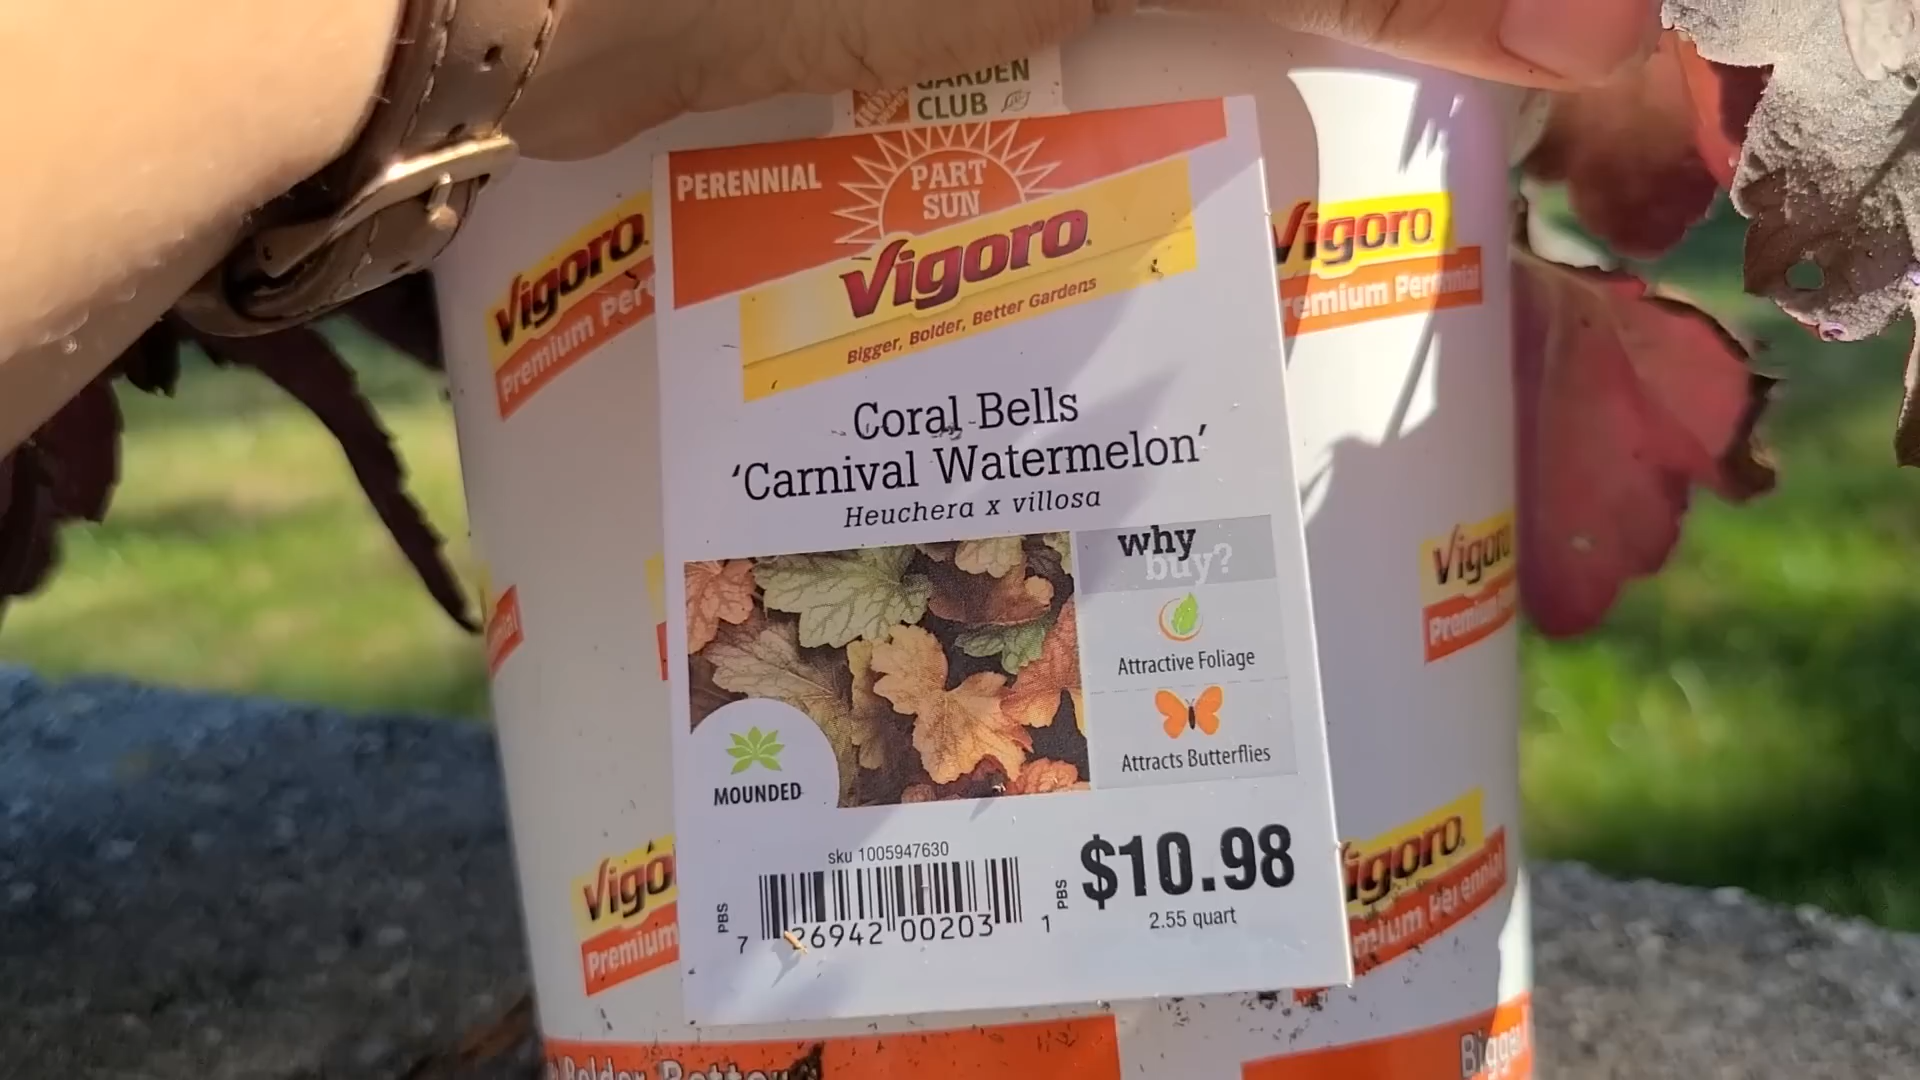 GARDEN
CLUB
PERENNIAL
PART
SUN
Vigoro
Bigger, Bolder, Better Gardens
Coral Bells
‘Carnival Watermelon’
Heuchera x villosa
why
buy?
Attractive Foliage
Attracts Butterflies
MOUNDED
sku 1005947630
PBS
7 26942 00203 1
PBS
$10.98
2.55 quart
Vigoro
Premium
Vigoro
Premium Perennial
Vigoro
Premium
Vigoro
Premium
Vigoro
Premium Perennial
Bolder
Bigger